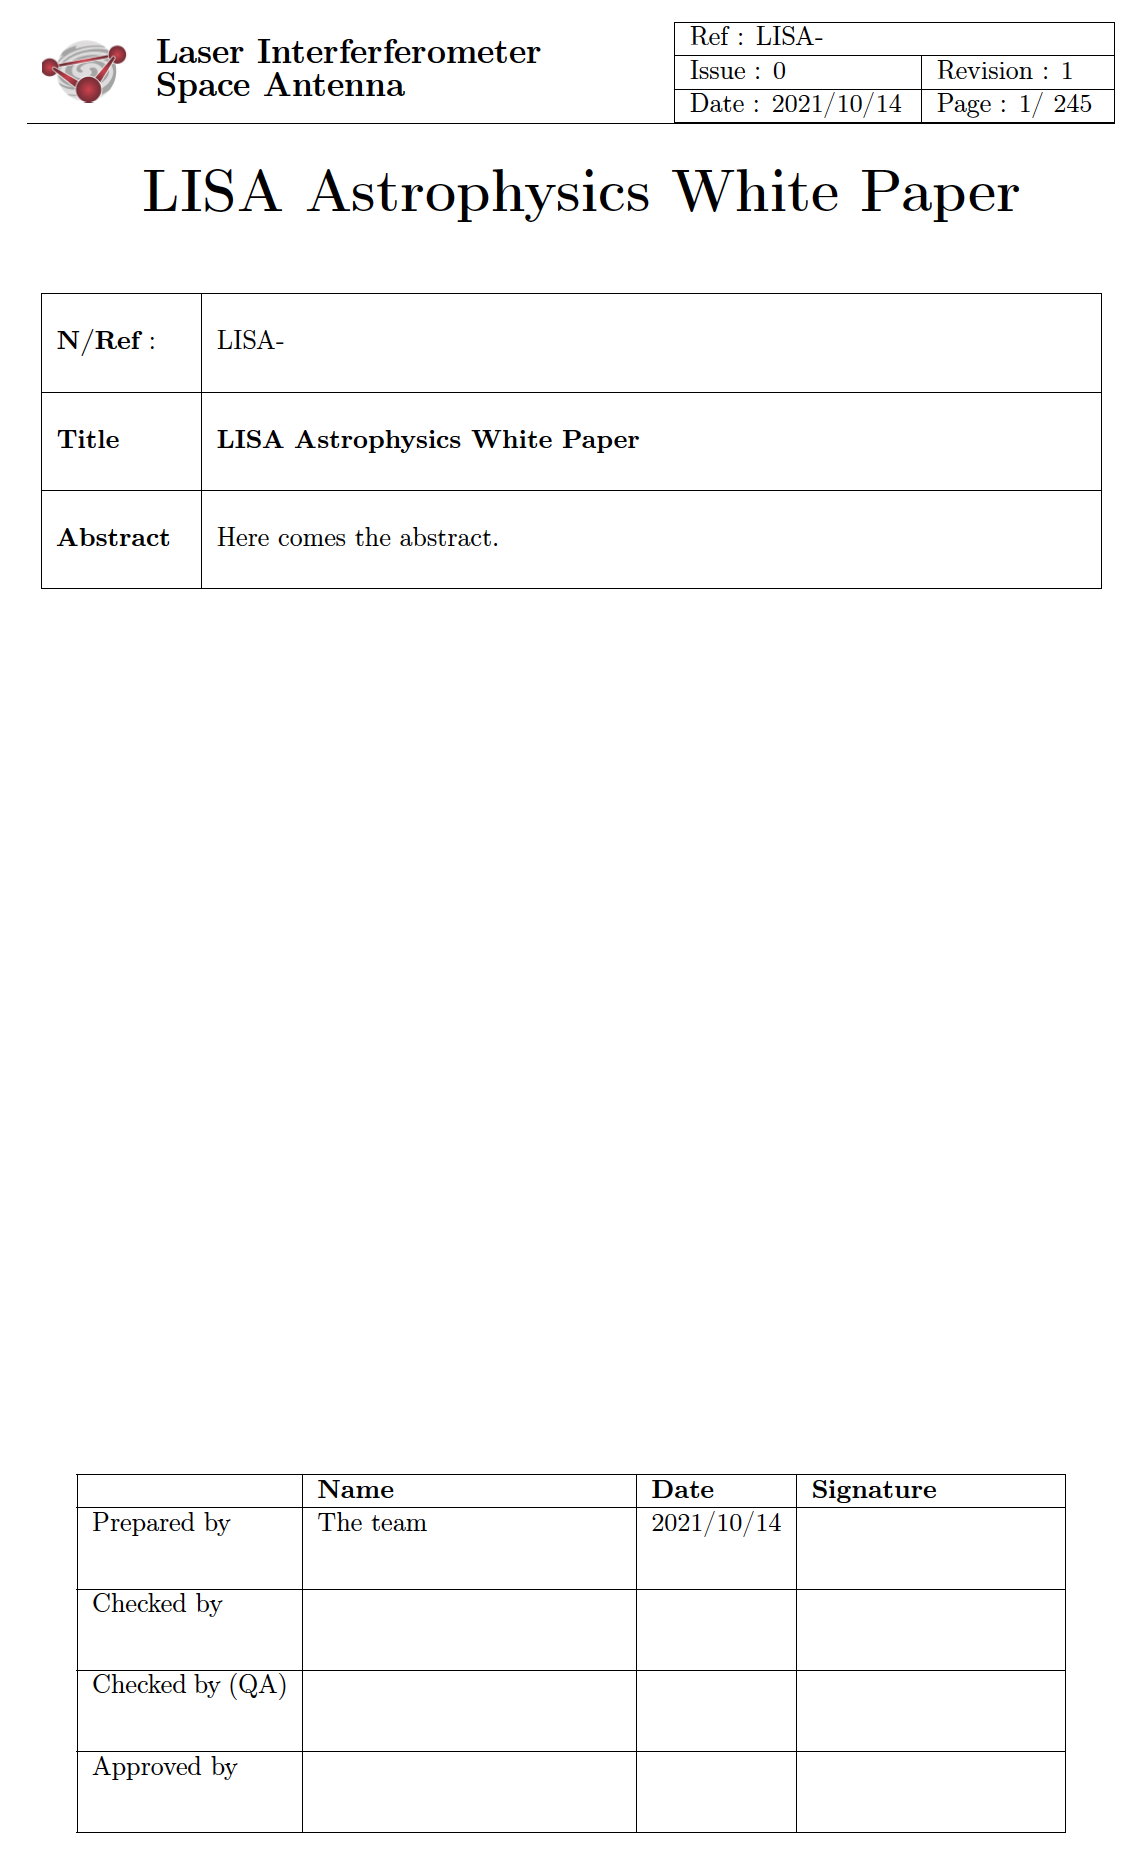 Laser Interferferometer
Space Antenna
Ref : LISA-
Issue : 0 Revision : 1
Date : 2021/10/14 Page : 1/ 245
LISA Astrophysics White Paper
N/Ref : LISA-
Title LISA Astrophysics White Paper
Abstract Here comes the abstract.
Name Date Signature
Prepared by The team 2021/10/14
Checked by
Checked by (QA)
Approved by